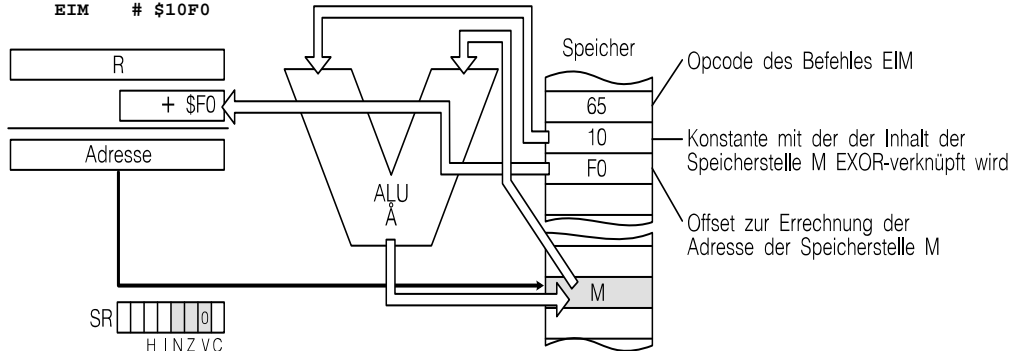 EIM # $10F0
R
+ $F0
Adresse
SR
0
H I N Z V C
ALU
Å
Speicher
65
10
F0
M
Opcode des Befehles EIM
Konstante mit der der Inhalt der
Speicherstelle M EXOR-verknüpft wird
Offset zur Errechnung der
Adresse der Speicherstelle M